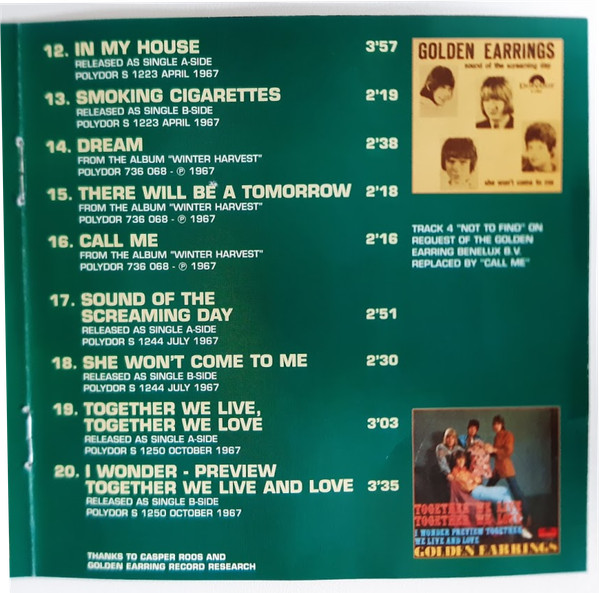 12. IN MY HOUSE 3'57
RELEASED AS SINGLE A-SIDE
POLYDOR S 1223 APRIL 1967
13. SMOKING CIGARETTES 2'19
RELEASED AS SINGLE B-SIDE
POLYDOR S 1223 APRIL 1967
14. DREAM 2'38
FROM THE ALBUM "WINTER HARVEST"
POLYDOR 736 068 - ℗ 1967
15. THERE WILL BE A TOMORROW 2'18
FROM THE ALBUM "WINTER HARVEST"
POLYDOR 736 068 - ℗ 1967
16. CALL ME 2'16
FROM THE ALBUM "WINTER HARVEST"
POLYDOR 736 068 - ℗ 1967
17. SOUND OF THE
SCREAMING DAY 2'51
RELEASED AS SINGLE A-SIDE
POLYDOR S 1244 JULY 1967
18. SHE WON'T COME TO ME 2'30
RELEASED AS SINGLE B-SIDE
POLYDOR S 1244 JULY 1967
19. TOGETHER WE LIVE,
TOGETHER WE LOVE 3'03
RELEASED AS SINGLE A-SIDE
POLYDOR S 1250 OCTOBER 1967
20. I WONDER - PREVIEW
TOGETHER WE LIVE AND LOVE 3'35
RELEASED AS SINGLE B-SIDE
POLYDOR S 1250 OCTOBER 1967
THANKS TO CASPER ROOS AND
GOLDEN EARRING RECORD RESEARCH
GOLDEN EARRINGS
sound of the screaming day
Polydor
she won't come to me
TRACK 4 "NOT TO FIND" ON
REQUEST OF THE GOLDEN
EARRING BENELUX B.V.
REPLACED BY "CALL ME"
TOGETHER WE LIVE
TOGETHER WE LOVE
I WONDER PREVIEW TOGETHER
WE LIVE AND LOVE
GOLDEN EARRINGS